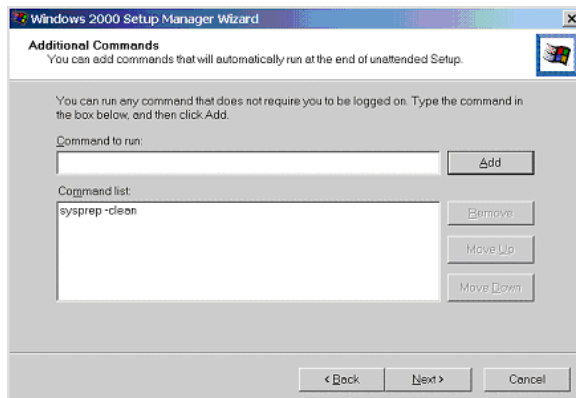 Windows 2000 Setup Manager Wizard
Additional Commands
You can add commands that will automatically run at the end of unattended Setup.
You can run any command that does not require you to be logged on. Type the command in
the box below, and then click Add.
Command to run:
Add
Command list:
sysprep -clean
Remove
Move Up
Move Down
< Back
Next >
Cancel